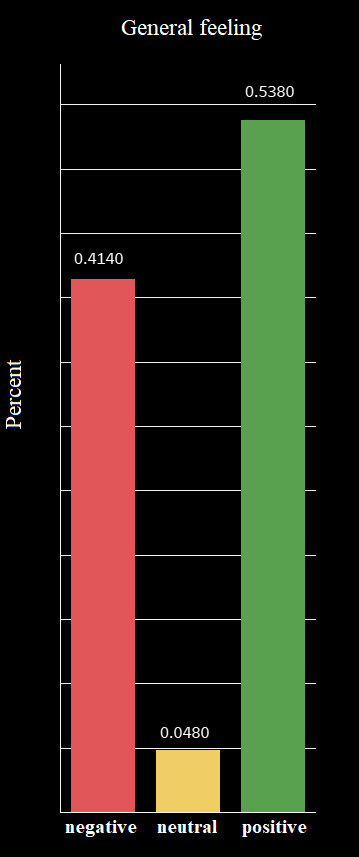 General feeling
0.5380
0.4140
Percent
0.0480
negative neutral positive